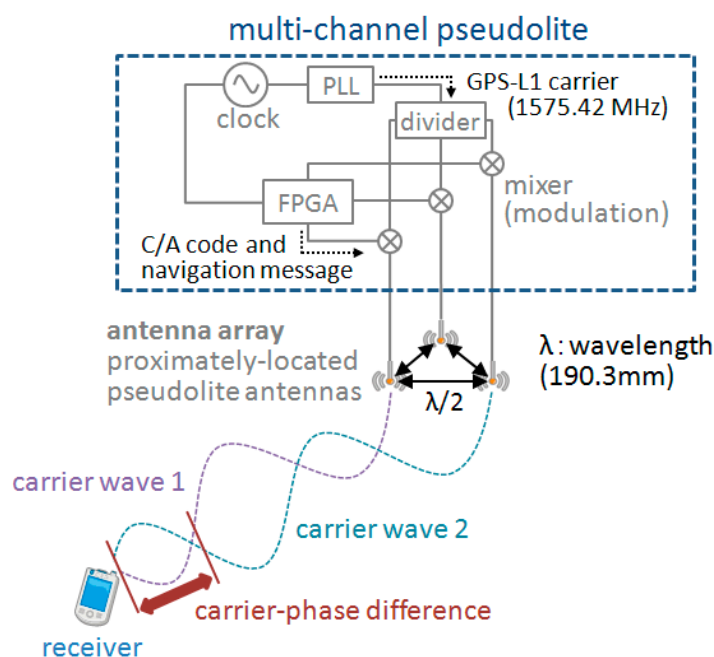 multi-channel pseudolite
PLL
GPS-L1 carrier
(1575.42 MHz)
clock
divider
FPGA
mixer
(modulation)
C/A code and
navigation message
antenna array
proximately-located
pseudolite antennas
λ: wavelength
(190.3mm)
λ/2
carrier wave 1
carrier wave 2
carrier-phase difference
receiver